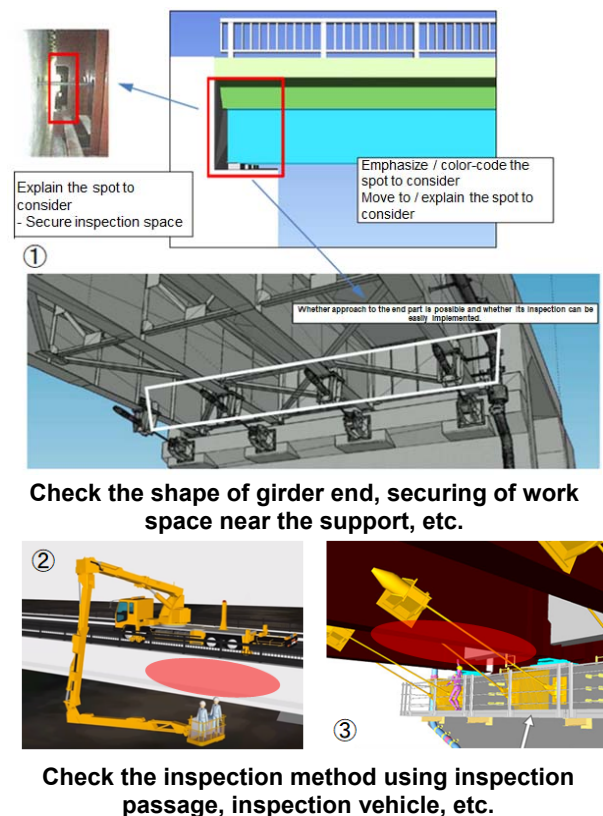 Explain the spot to
consider
- Secure inspection space
Emphasize / color-code the
spot to consider
Move to / explain the spot to
consider
①
Whether approach to the end part is possible and whether its inspection can be
easily implemented.
Check the shape of girder end, securing of work
space near the support, etc.
②
③
Check the inspection method using inspection
passage, inspection vehicle, etc.